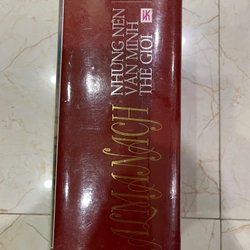 ALMANACH
NHỮNG NỀN
VĂN MINH
THẾ GIỚI